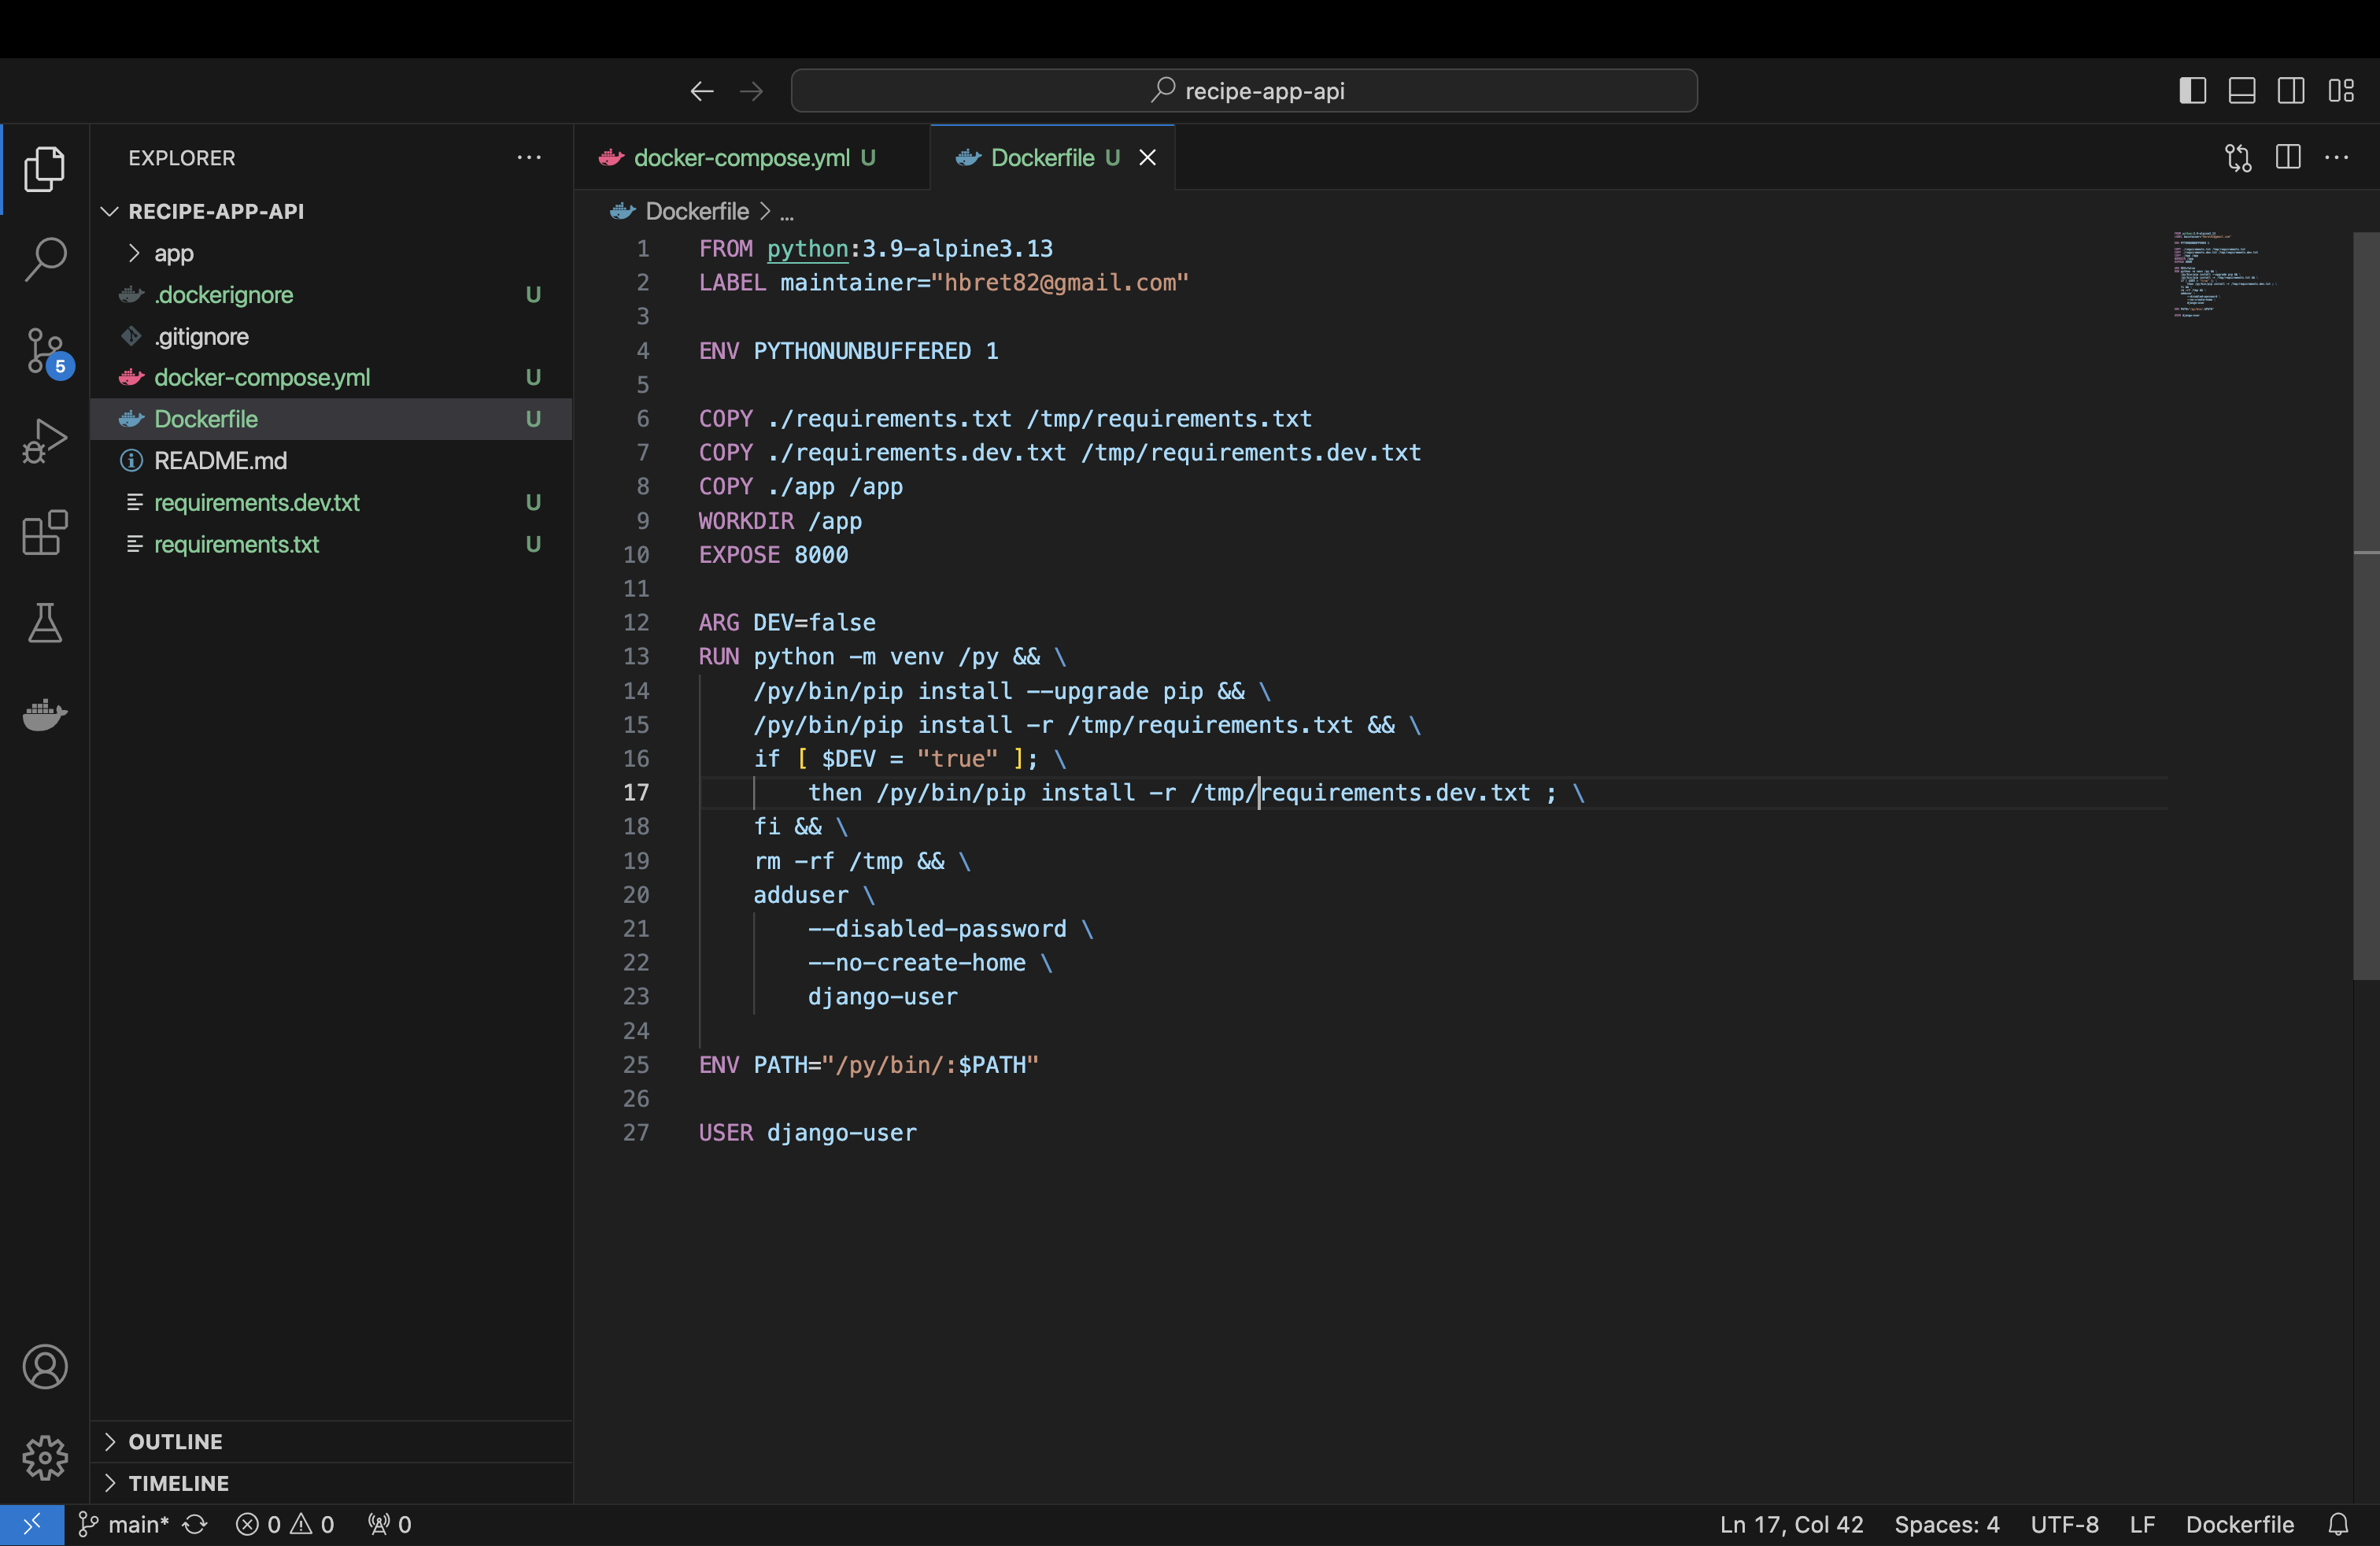 recipe-app-api
EXPLORER
RECIPE-APP-API
app
.dockerignore U
.gitignore
docker-compose.yml U
Dockerfile U
README.md
requirements.dev.txt U
requirements.txt U
OUTLINE
TIMELINE
5
docker-compose.yml U
Dockerfile U
Dockerfile > ...
1 FROM python:3.9-alpine3.13
2 LABEL maintainer="hbret82@gmail.com"
3
4 ENV PYTHONUNBUFFERED 1
5
6 COPY ./requirements.txt /tmp/requirements.txt
7 COPY ./requirements.dev.txt /tmp/requirements.dev.txt
8 COPY ./app /app
9 WORKDIR /app
10 EXPOSE 8000
11
12 ARG DEV=false
13 RUN python -m venv /py && \
14 /py/bin/pip install --upgrade pip && \
15 /py/bin/pip install -r /tmp/requirements.txt && \
16 if [ $DEV = "true" ]; \
17 then /py/bin/pip install -r /tmp/requirements.dev.txt ; \
18 fi && \
19 rm -rf /tmp && \
20 adduser \
21 --disabled-password \
22 --no-create-home \
23 django-user
24
25 ENV PATH="/py/bin/:$PATH"
26
27 USER django-user
main* 0 0 0
Ln 17, Col 42 Spaces: 4 UTF-8 LF Dockerfile